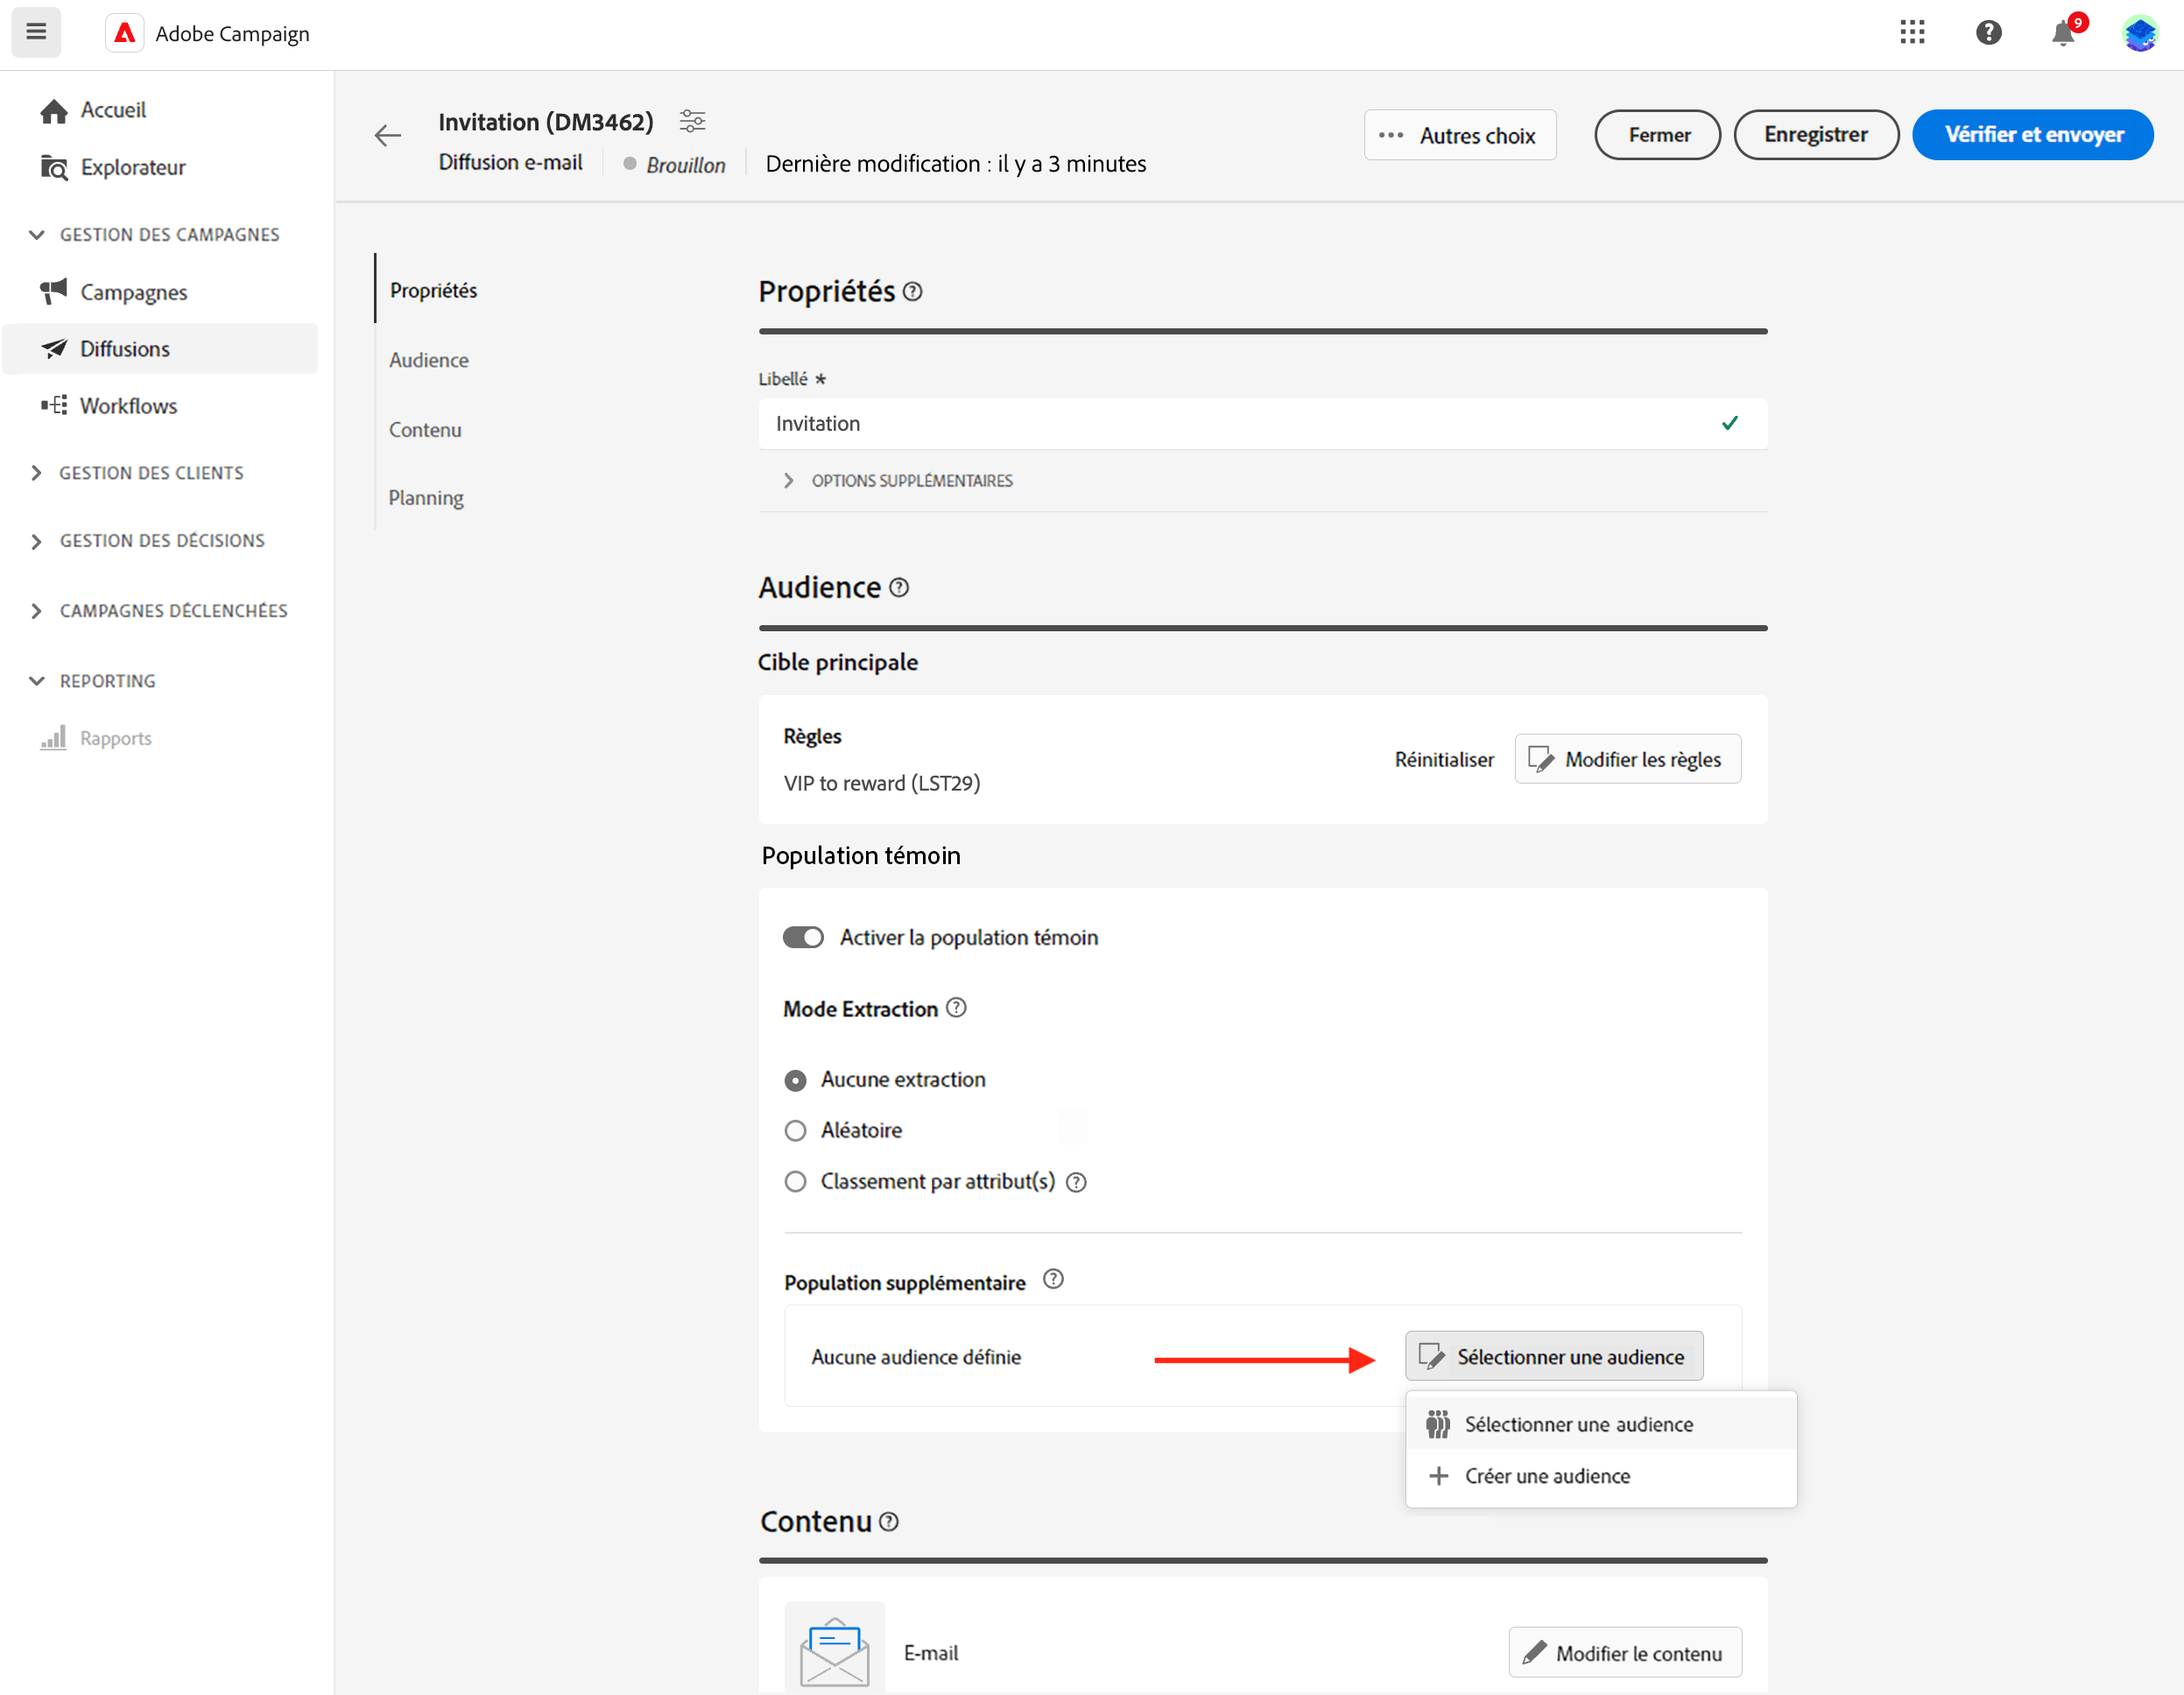 Adobe Campaign
9
Accueil
Explorateur
GESTION DES CAMPAGNES
Campagnes
Diffusions
Workflows
GESTION DES CLIENTS
GESTION DES DÉCISIONS
CAMPAGNES DÉCLENCHÉES
REPORTING
Rapports
Invitation (DM3462)
Diffusion e-mail
Brouillon
Dernière modification : il y a 3 minutes
Autres choix
Fermer
Enregistrer
Vérifier et envoyer
Propriétés
Audience
Contenu
Planning
Propriétés
Libellé *
Invitation
OPTIONS SUPPLÉMENTAIRES
Audience
Cible principale
Règles
VIP to reward (LST29)
Réinitialiser
Modifier les règles
Population témoin
Activer la population témoin
Mode Extraction
Aucune extraction
Aléatoire
Classement par attribut(s)
Population supplémentaire
Aucune audience définie
Sélectionner une audience
Sélectionner une audience
Créer une audience
Contenu
E-mail
Modifier le contenu